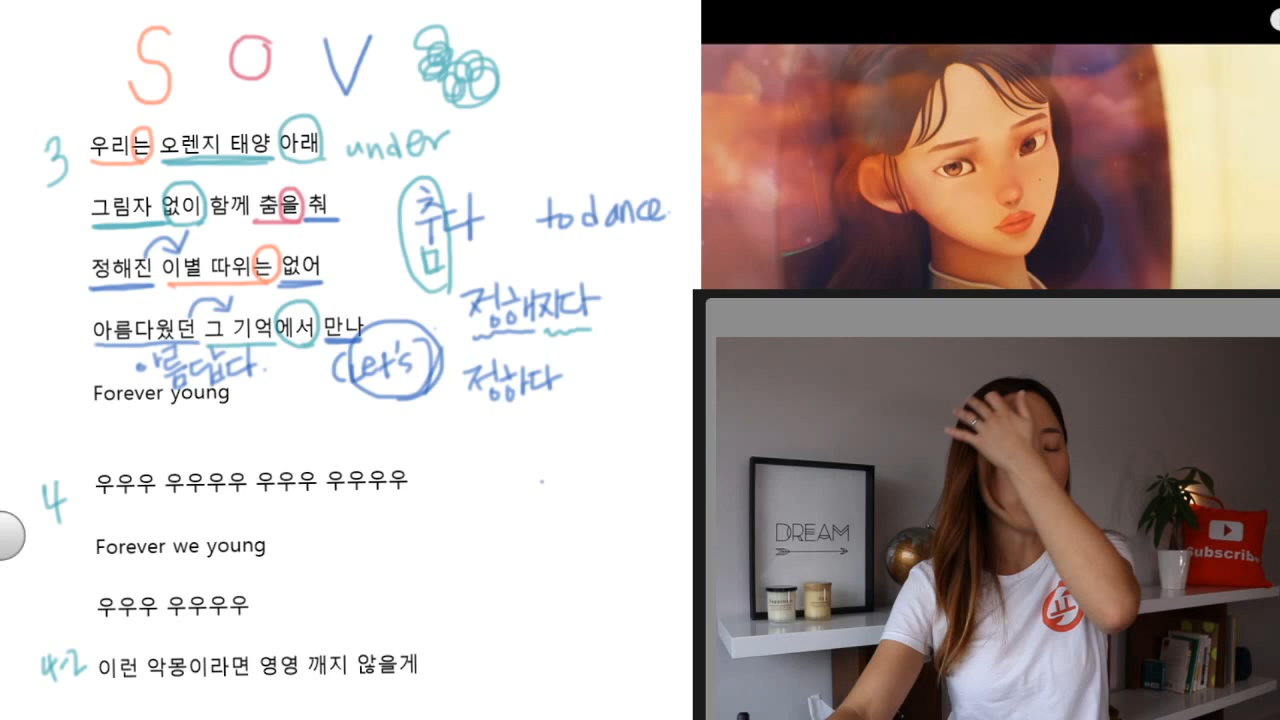 S O V
3 우리는 오렌지 태양 아래 under
그림자 없이 함께 춤을 춰
추다 to dance
ㅁ
정해진 이별 따위는 없어
정해지다
아름다웠던 그 기억에서 만나
아름답다. (Let's)
정하다
Forever young
4 우우우 우우우우 우우우 우우우우
Forever we young
우우우 우우우우
4-2 이런 악몽이라면 영영 깨지 않을게
DREAM
Subscribe
요